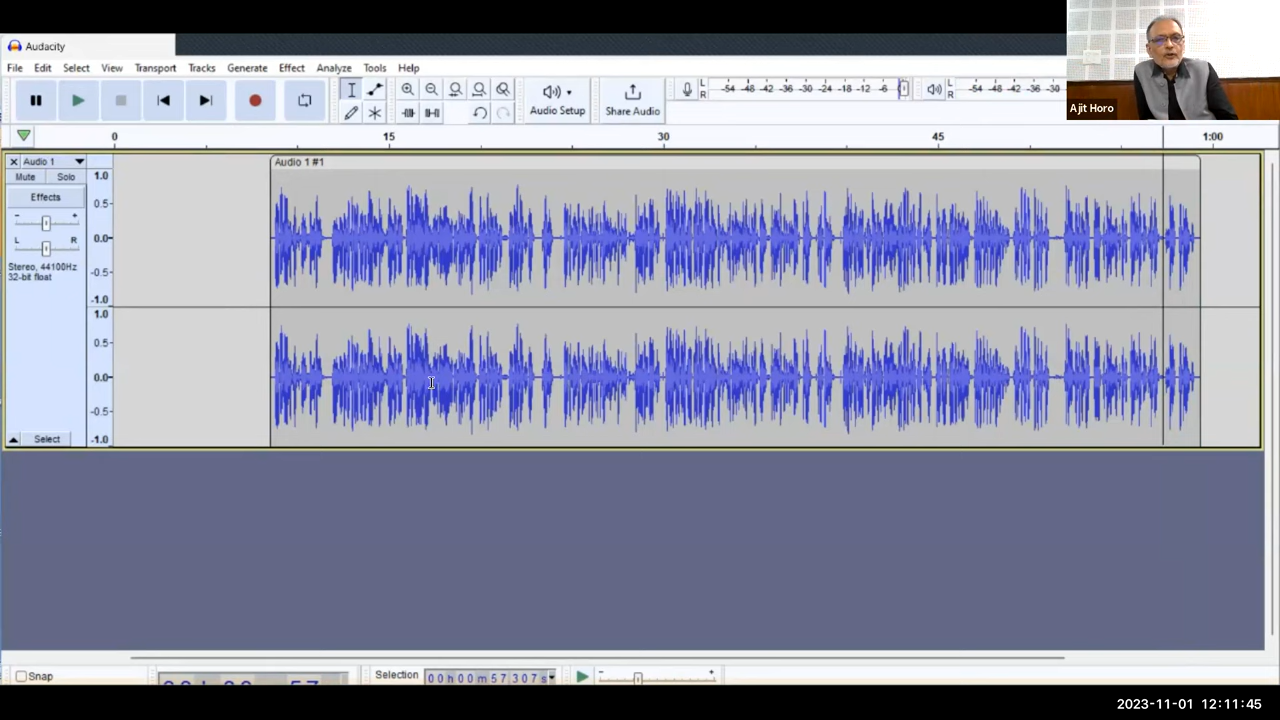 Audacity
File Edit Select View Transport Tracks Generate Effect Analyze Tools Help
Audio Setup
Share Audio
L
R
-54 -48 -42 -36 -30 -24 -18 -12 -6
L
R
-54 -48 -42 -36 -30
Ajit Horo
0 15 30 45 1:00
Audio 1
Audio 1 #1
Mute Solo
Effects
- +
L R
Stereo, 44100Hz
32-bit float
Select
1.0
0.5
0.0
-0.5
-1.0
1.0
0.5
0.0
-0.5
-1.0
Snap
Selection
00h00m57.307s
- +
2023-11-01 12:11:45